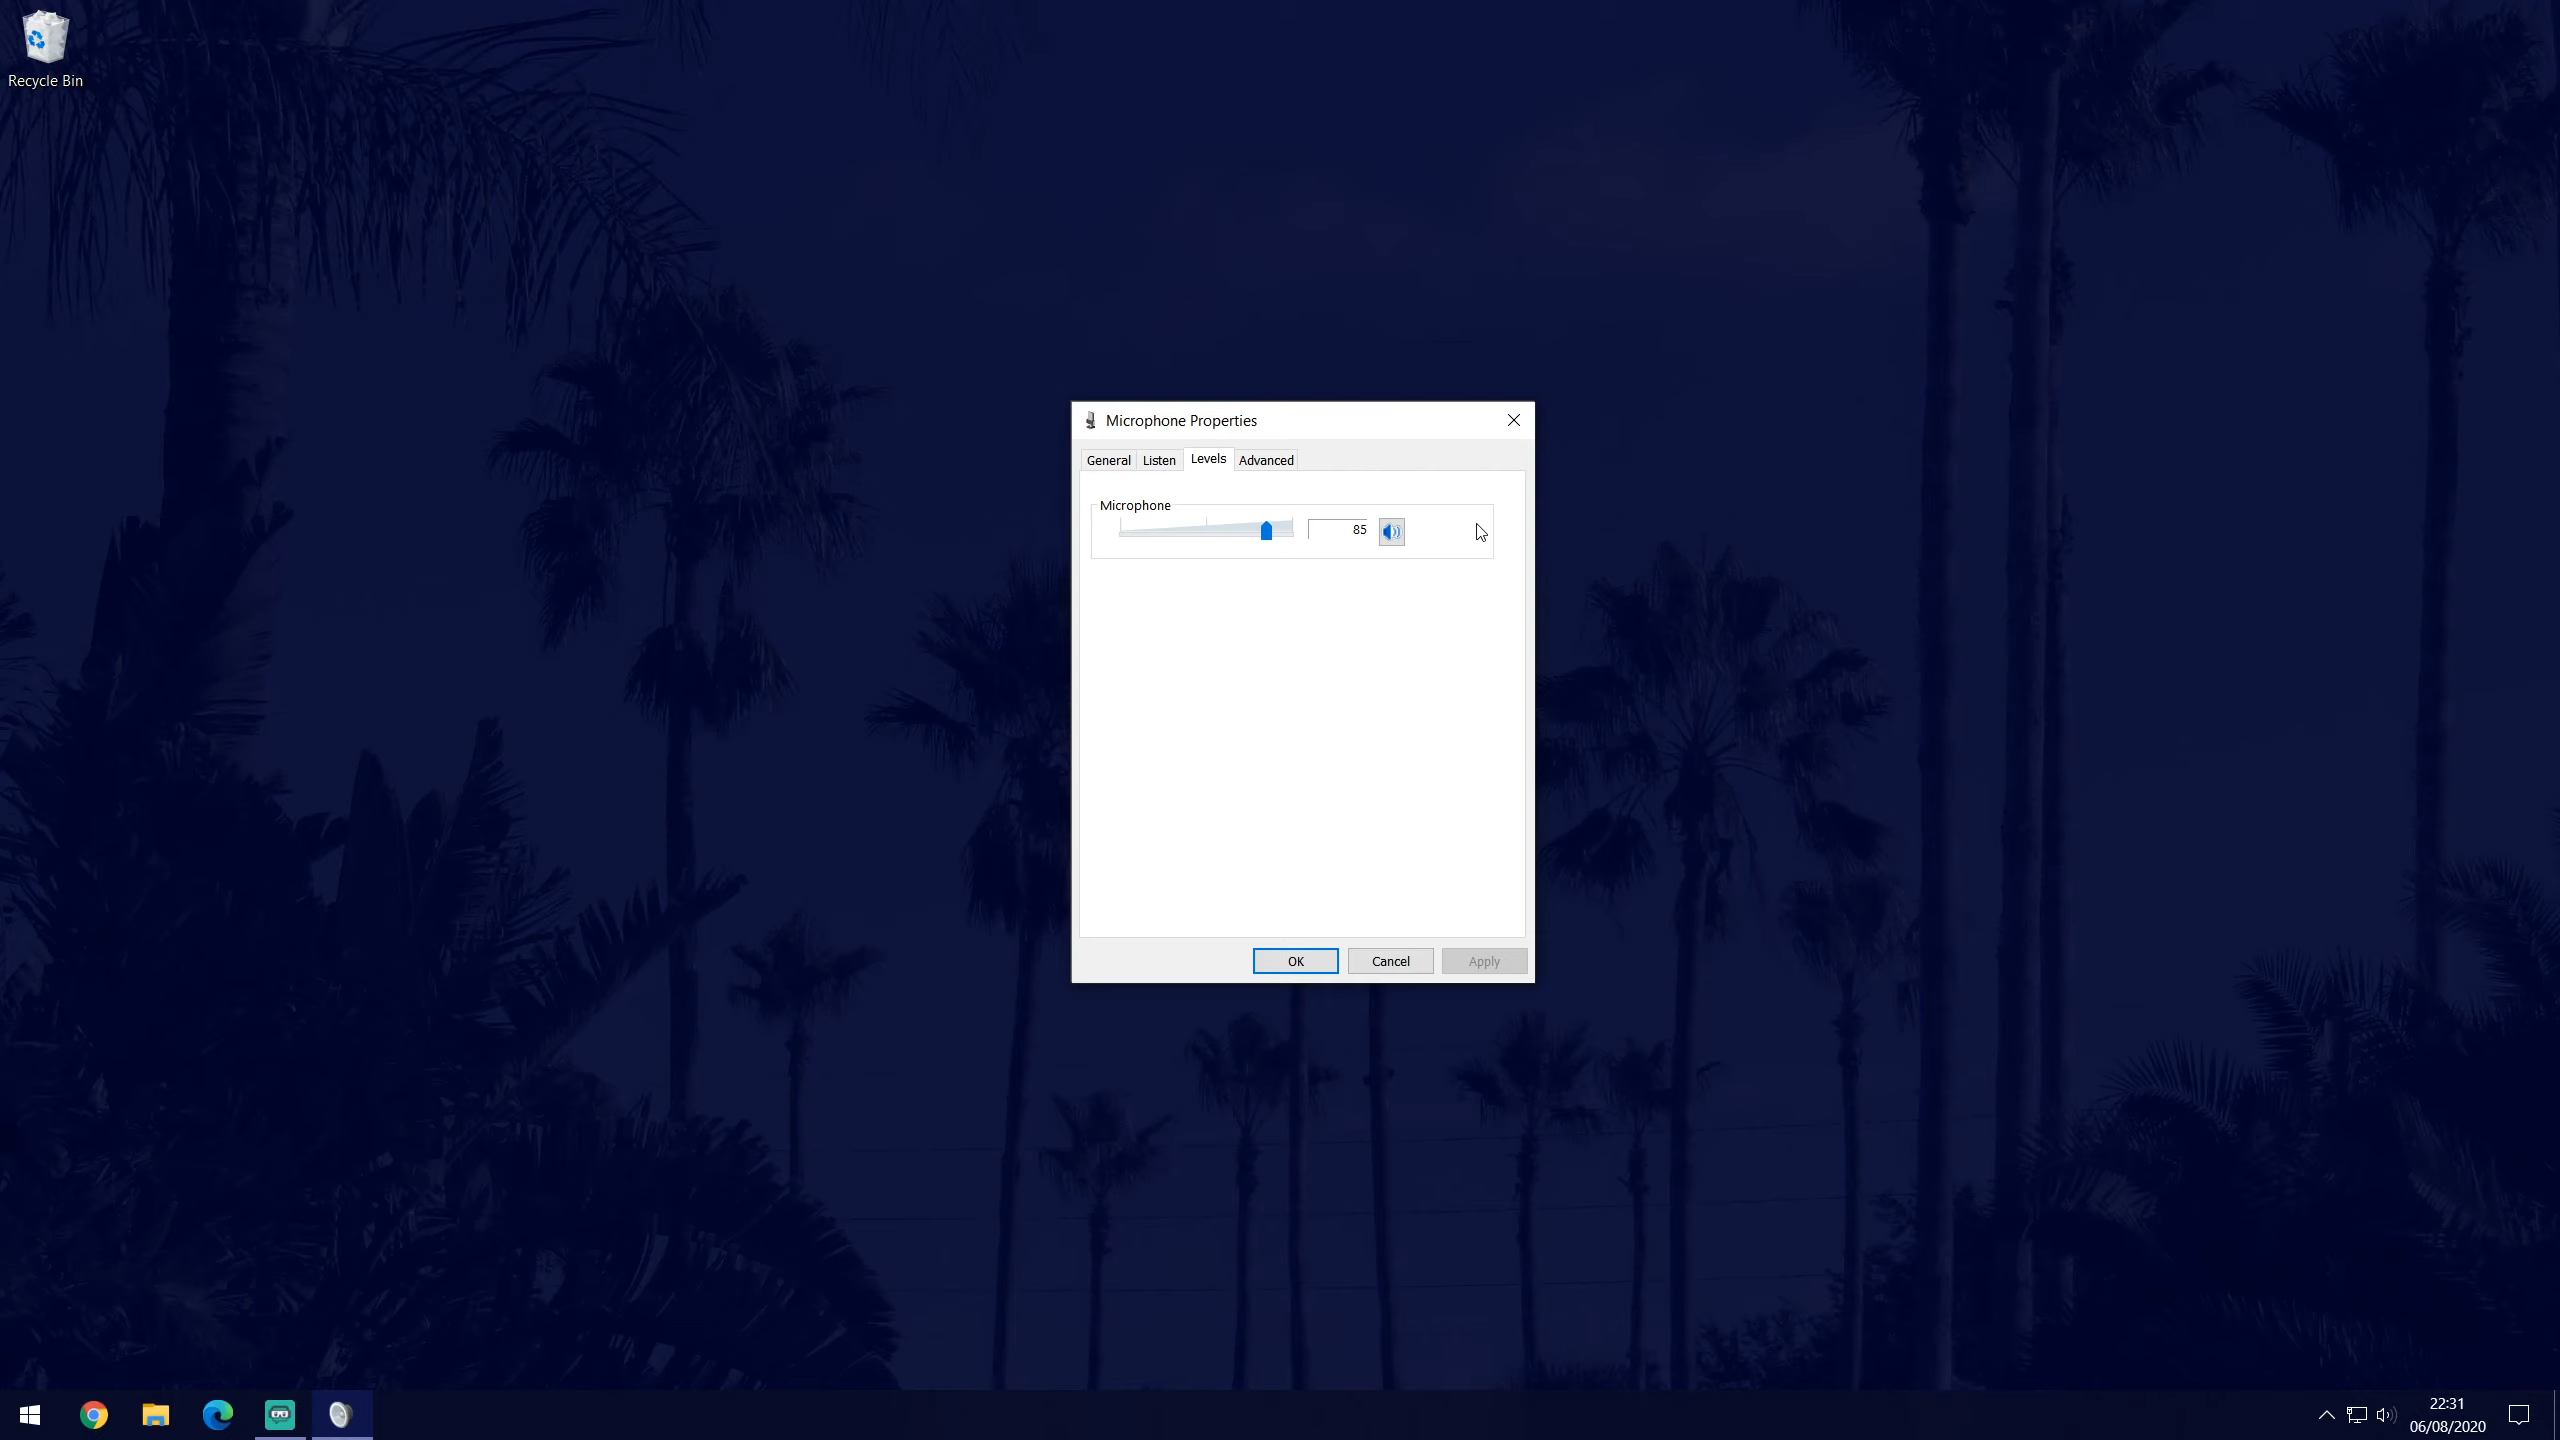 Recycle Bin
Microphone Properties
General Listen Levels Advanced
Microphone
85
OK Cancel Apply
22:31
06/08/2020